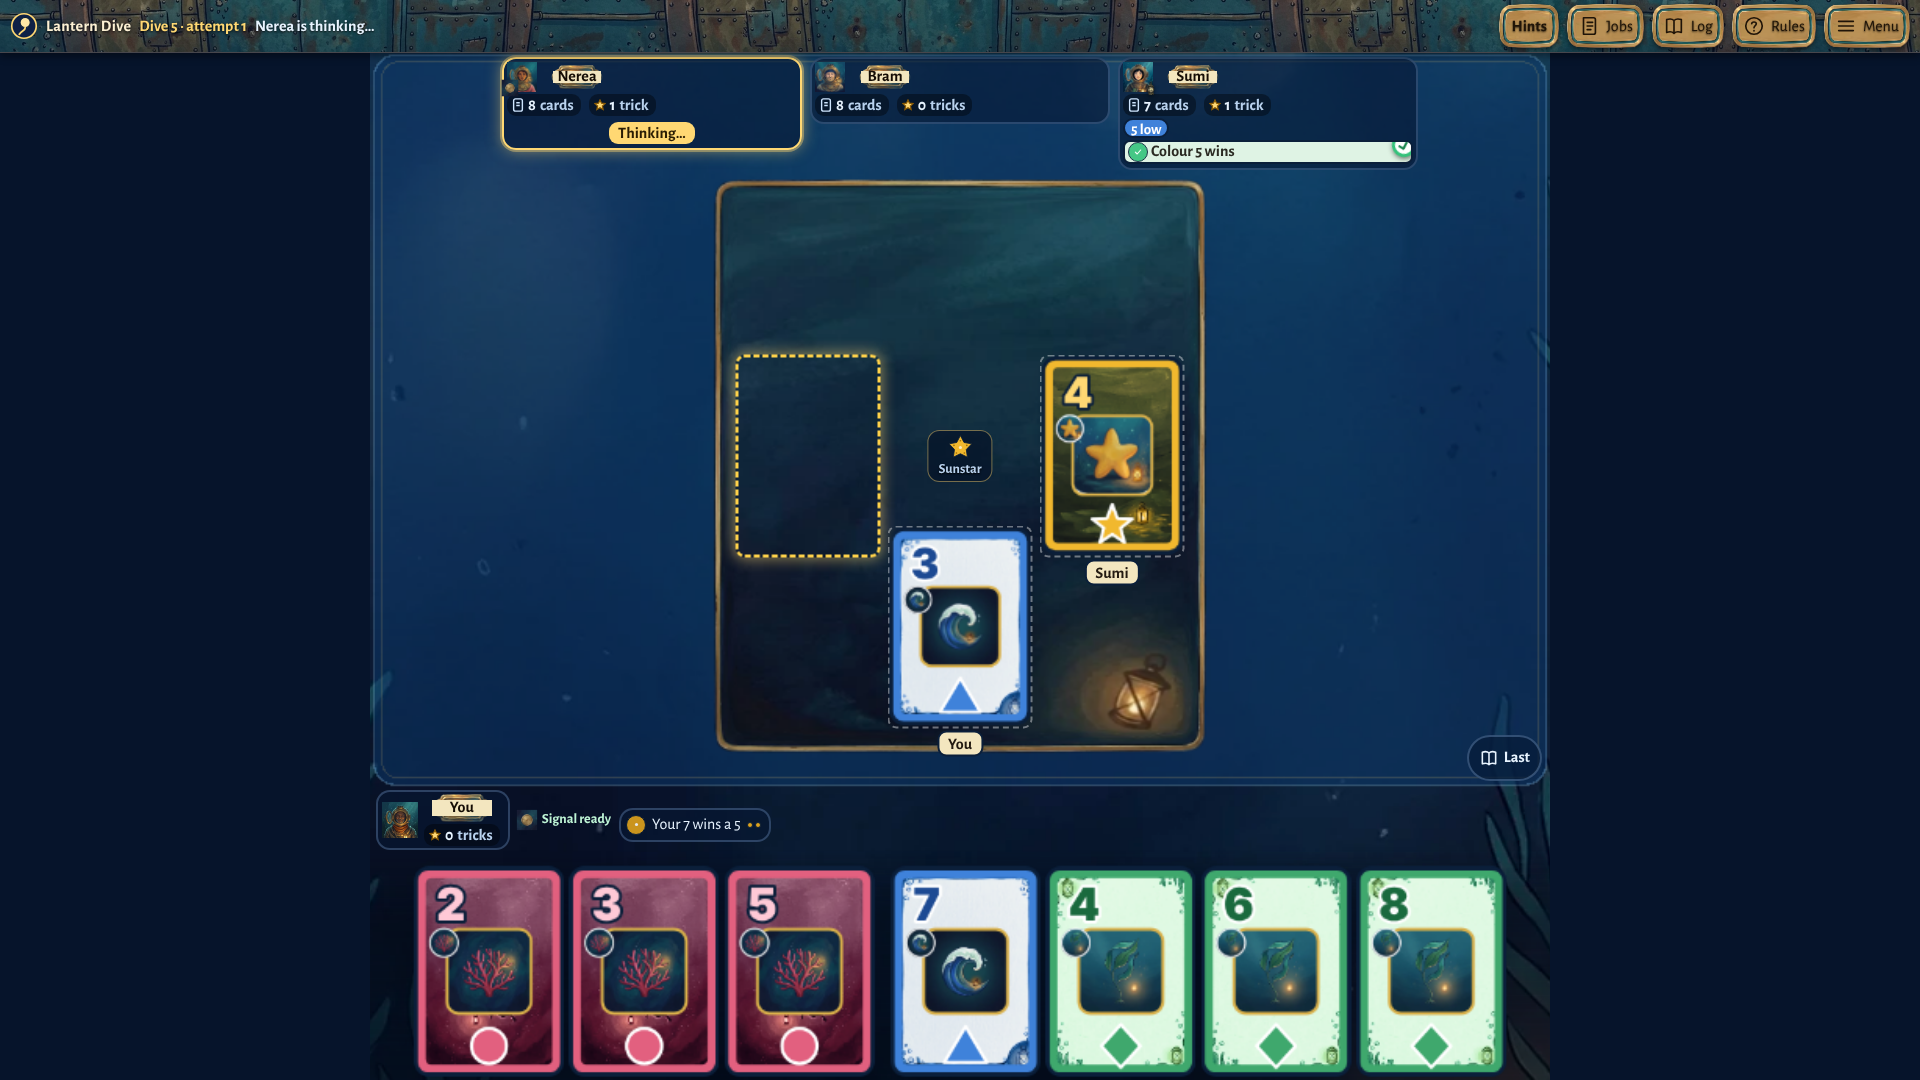 Lantern Dive Dive 5 · attempt 1 Nerea is thinking...
Hints
Jobs
Log
Rules
Menu
Nerea
8 cards
1 trick
Thinking...
Bram
8 cards
0 tricks
Sumi
7 cards
1 trick
5 low
Colour 5 wins
Sunstar
4
Sumi
3
You
Last
You
0 tricks
Signal ready
Your 7 wins a 5
2
3
5
7
4
6
8